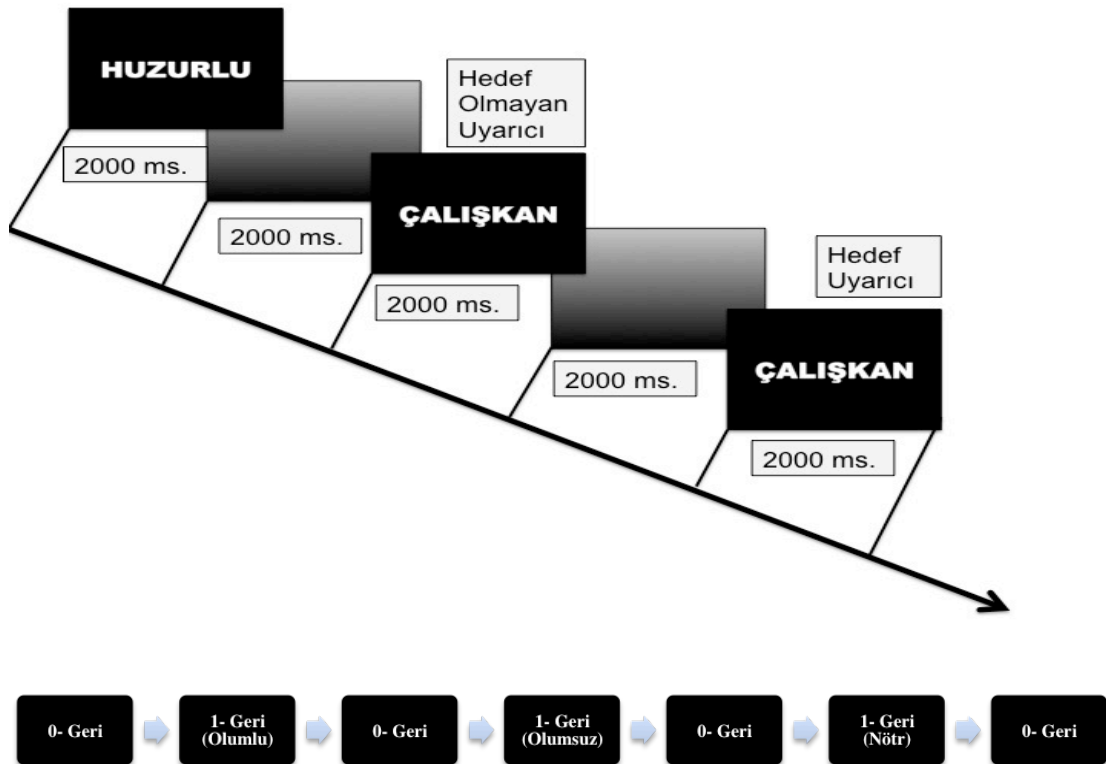 HUZURLU
Hedef
Olmayan
Uyarıcı
2000 ms.
ÇALIŞKAN
2000 ms.
Hedef
Uyarıcı
2000 ms.
2000 ms.
ÇALIŞKAN
2000 ms.
0- Geri
1- Geri
(Olumlu)
0- Geri
1- Geri
(Olumsuz)
0- Geri
1- Geri
(Nötr)
0- Geri